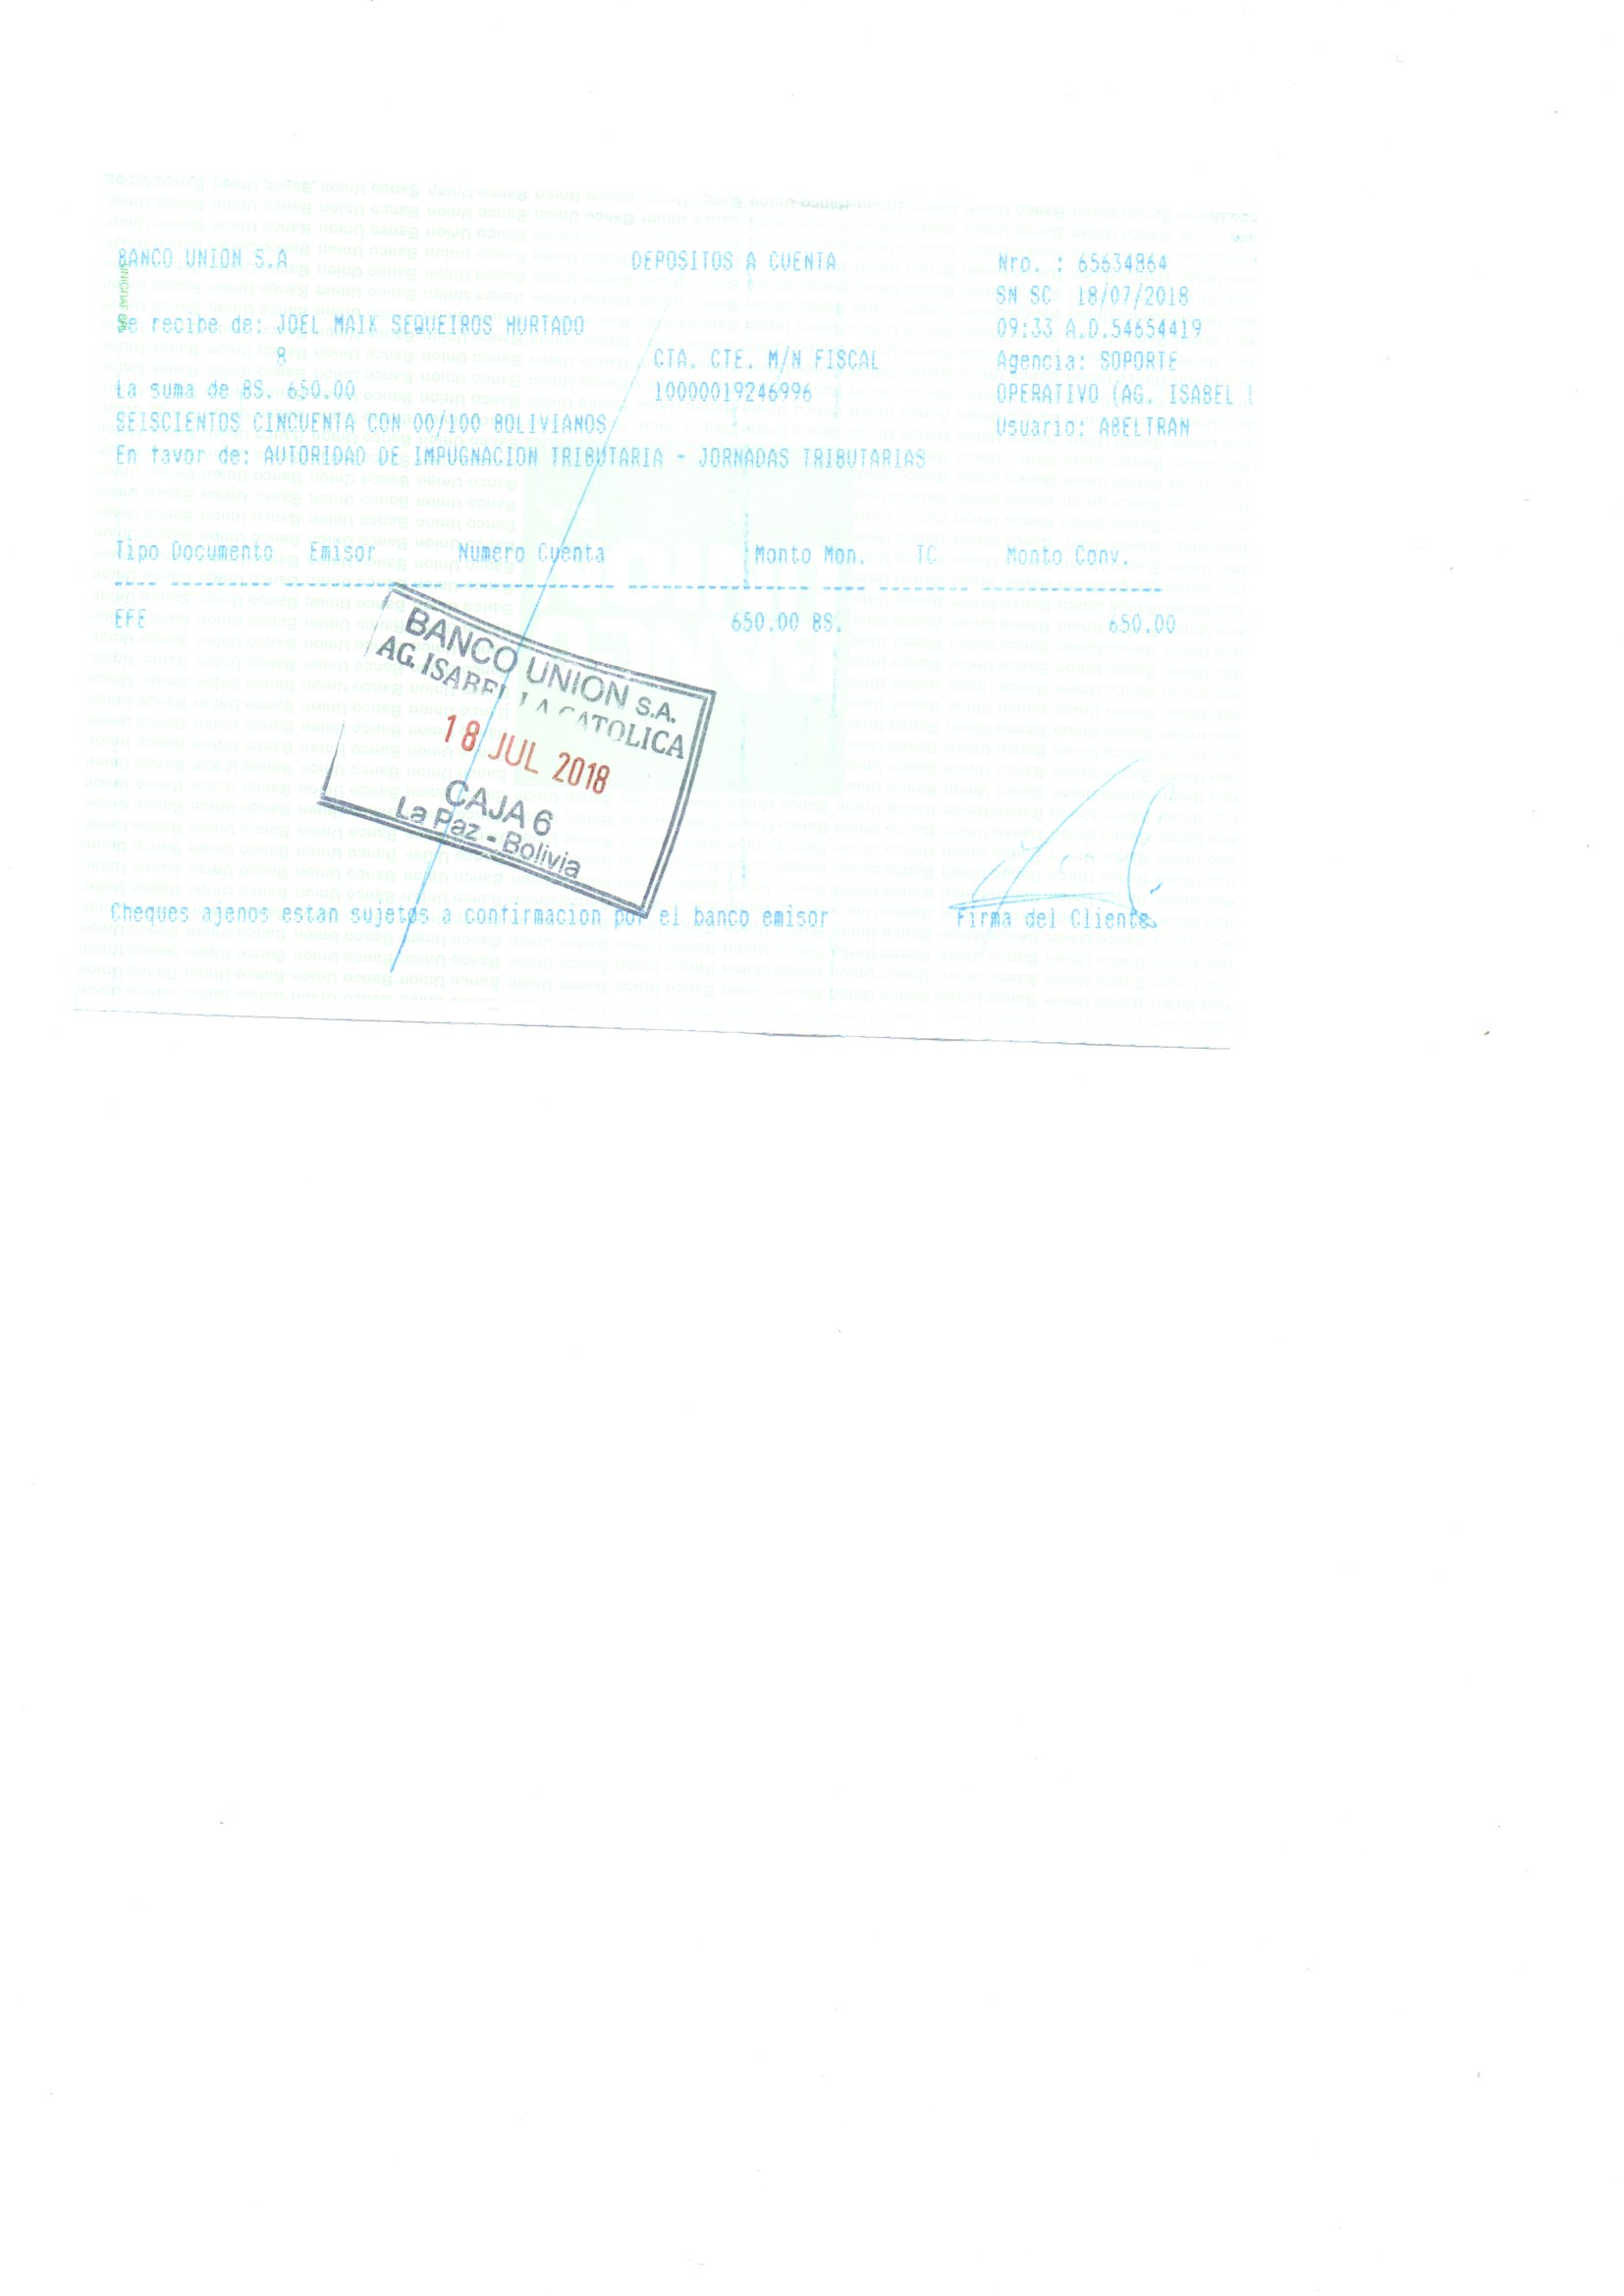 BANCO UNION S.A DEPOSITOS A CUENTA Nro. : 65634864
SN SC 18/07/2018
Se recibe de: JOEL MAIK SEQUEIROS HURTADO 09:33 A.D.54654419
8 CTA. CTE. M/N FISCAL Agencia: SOPORTE
La suma de BS. 650.00 10000019246996 OPERATIVO (AG. ISABEL
SEISCIENTOS CINCUENTA CON 00/100 BOLIVIANOS Usuario: ABELTRAN
En favor de: AUTORIDAD DE IMPUGNACION TRIBUTARIA - JORNADAS TRIBUTARIAS
Tipo Documento Emisor Numero Cuenta Monto Mon. TC Monto Conv.
EFE 650.00 BS. 650.00
BANCO UNION S.A.
AG. ISABEL LA CATOLICA
18 JUL 2018
CAJA 6
La Paz - Bolivia
Cheques ajenos estan sujetos a confirmacion por el banco emisor Firma del Cliente